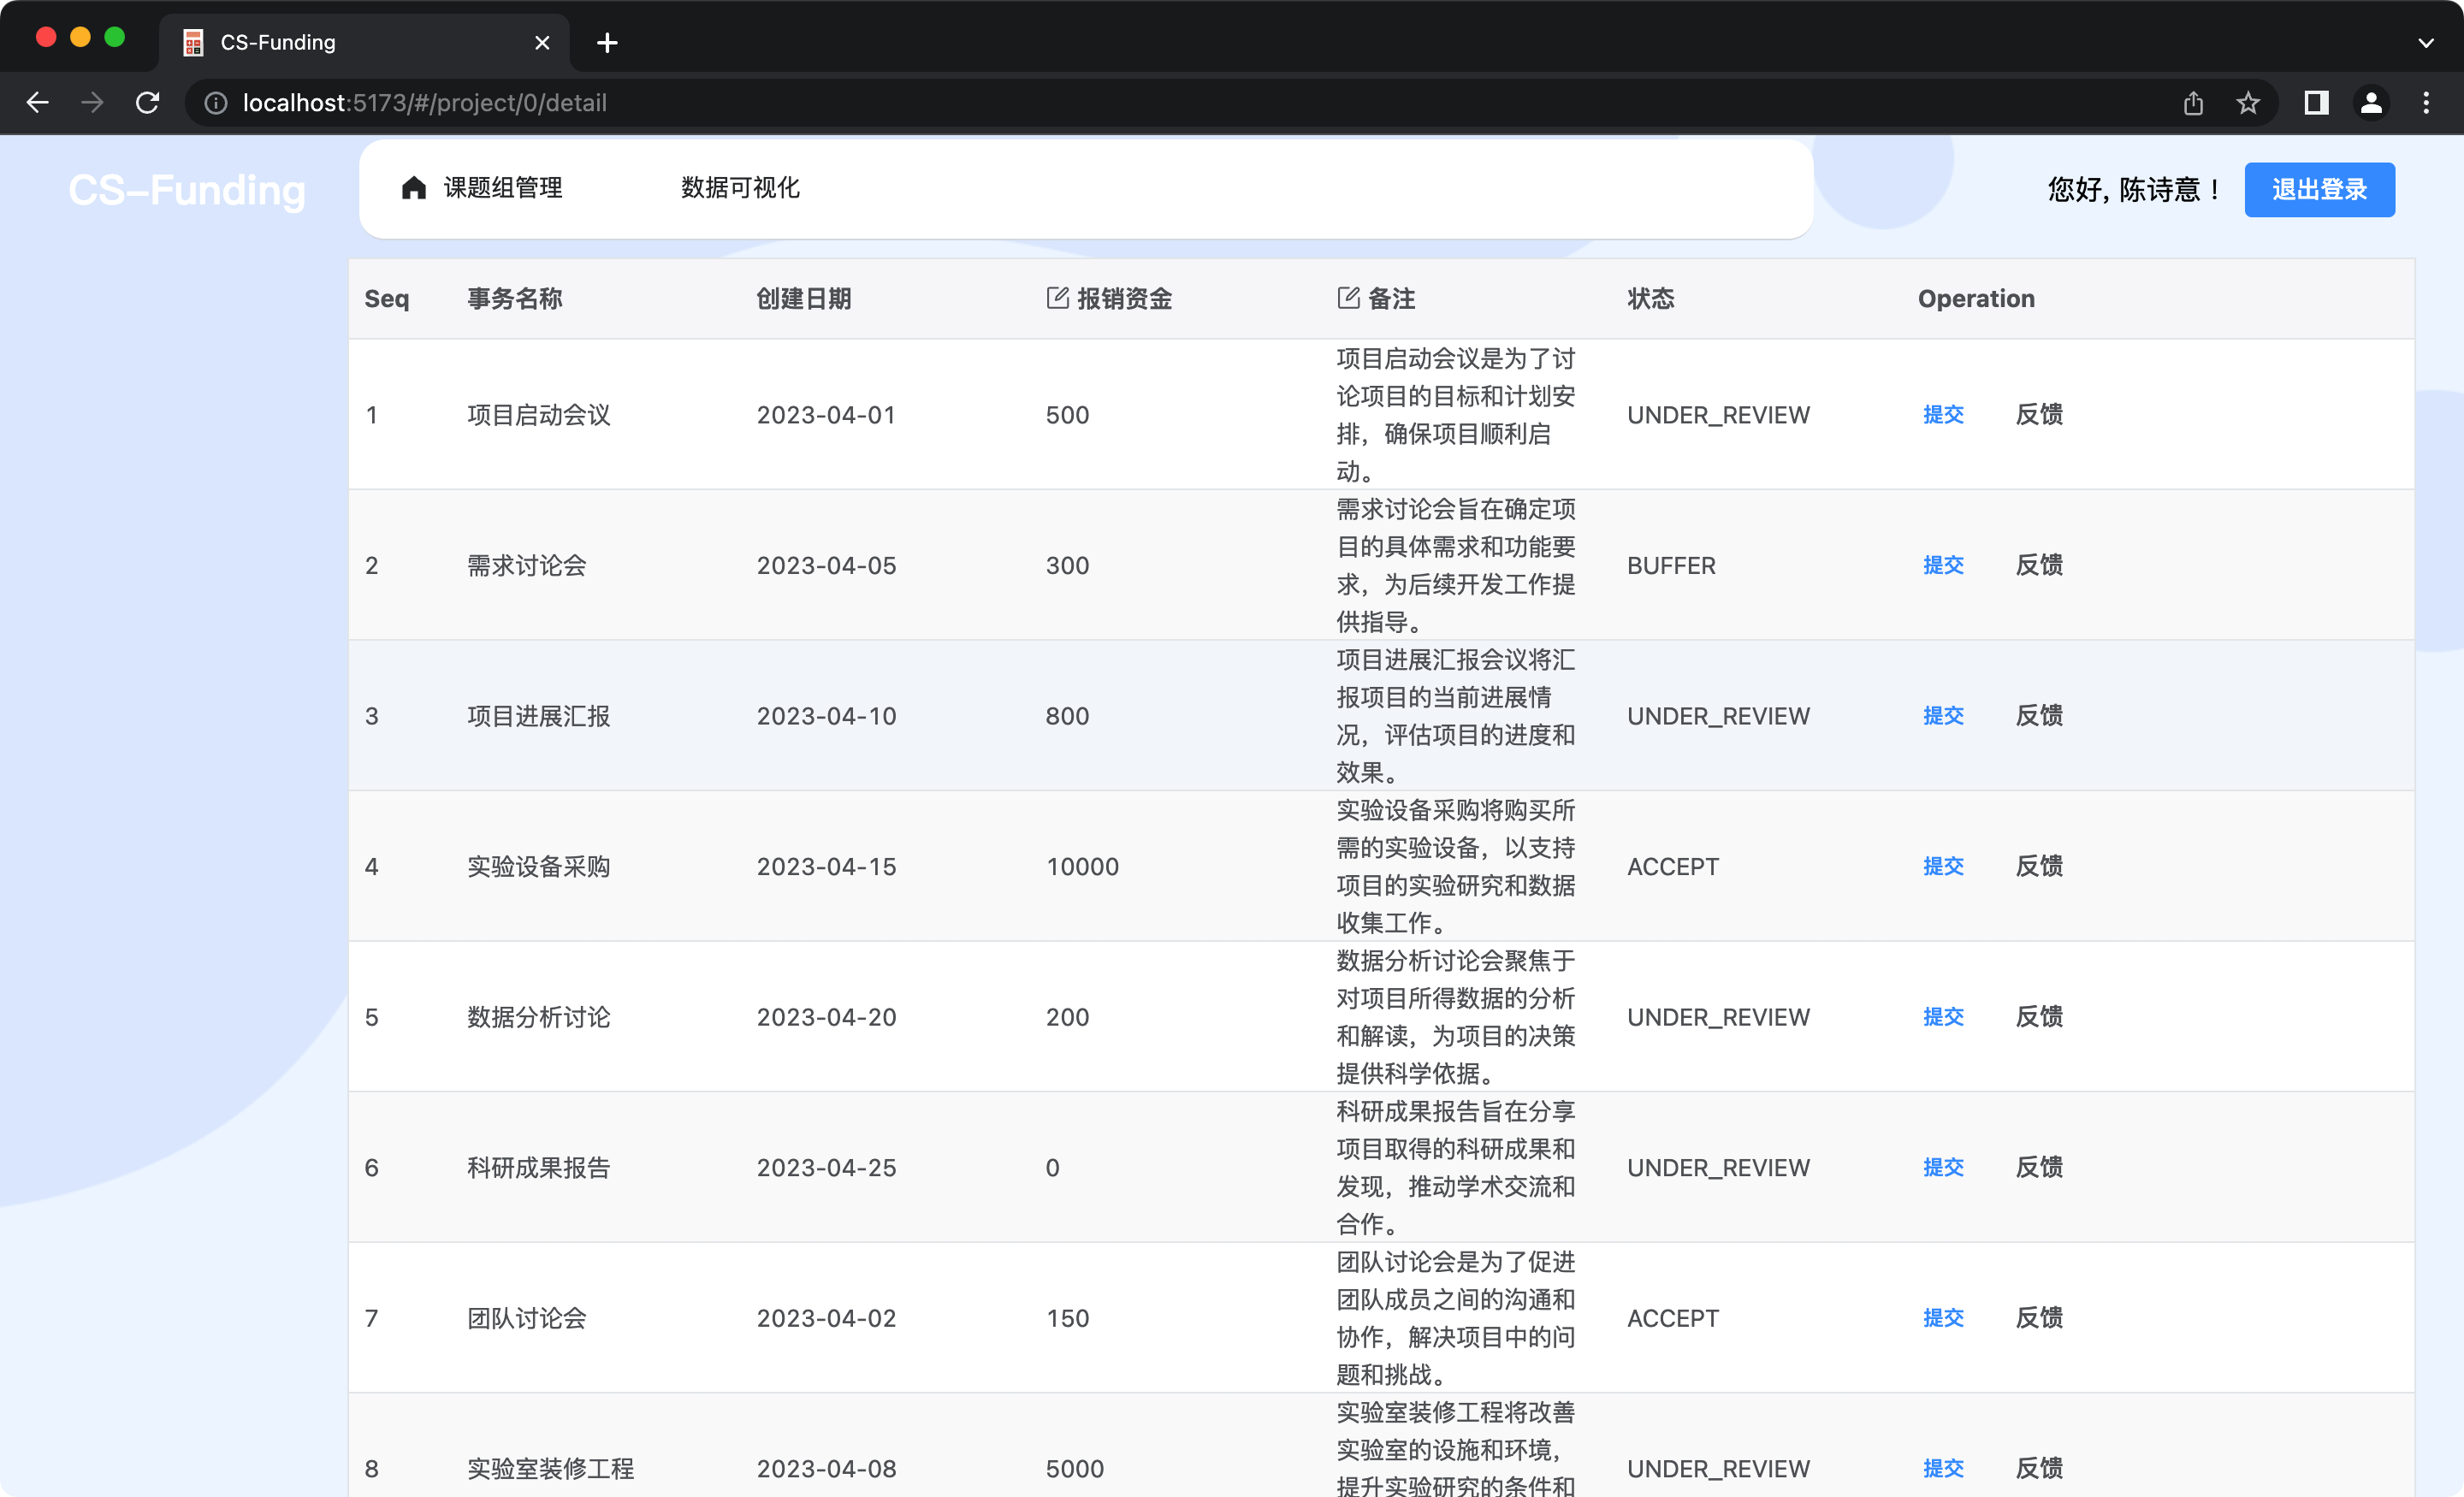 CS-Funding
localhost:5173/#/project/0/detail
CS-Funding
课题组管理
数据可视化
您好, 陈诗意！
退出登录
Seq 事务名称 创建日期 报销资金 备注 状态 Operation
1 项目启动会议 2023-04-01 500
项目启动会议是为了讨
论项目的目标和计划安
排，确保项目顺利启
动。
UNDER_REVIEW 提交 反馈
2 需求讨论会 2023-04-05 300
需求讨论会旨在确定项
目的具体需求和功能要
求，为后续开发工作提
供指导。
BUFFER 提交 反馈
3 项目进展汇报 2023-04-10 800
项目进展汇报会议将汇
报项目的当前进展情
况，评估项目的进度和
效果。
UNDER_REVIEW 提交 反馈
4 实验设备采购 2023-04-15 10000
实验设备采购将购买所
需的实验设备，以支持
项目的实验研究和数据
收集工作。
ACCEPT 提交 反馈
5 数据分析讨论 2023-04-20 200
数据分析讨论会聚焦于
对项目所得数据的分析
和解读，为项目的决策
提供科学依据。
UNDER_REVIEW 提交 反馈
6 科研成果报告 2023-04-25 0
科研成果报告旨在分享
项目取得的科研成果和
发现，推动学术交流和
合作。
UNDER_REVIEW 提交 反馈
7 团队讨论会 2023-04-02 150
团队讨论会是为了促进
团队成员之间的沟通和
协作，解决项目中的问
题和挑战。
ACCEPT 提交 反馈
8 实验室装修工程 2023-04-08 5000
实验室装修工程将改善
实验室的设施和环境，
提升实验研究的条件和
UNDER_REVIEW 提交 反馈